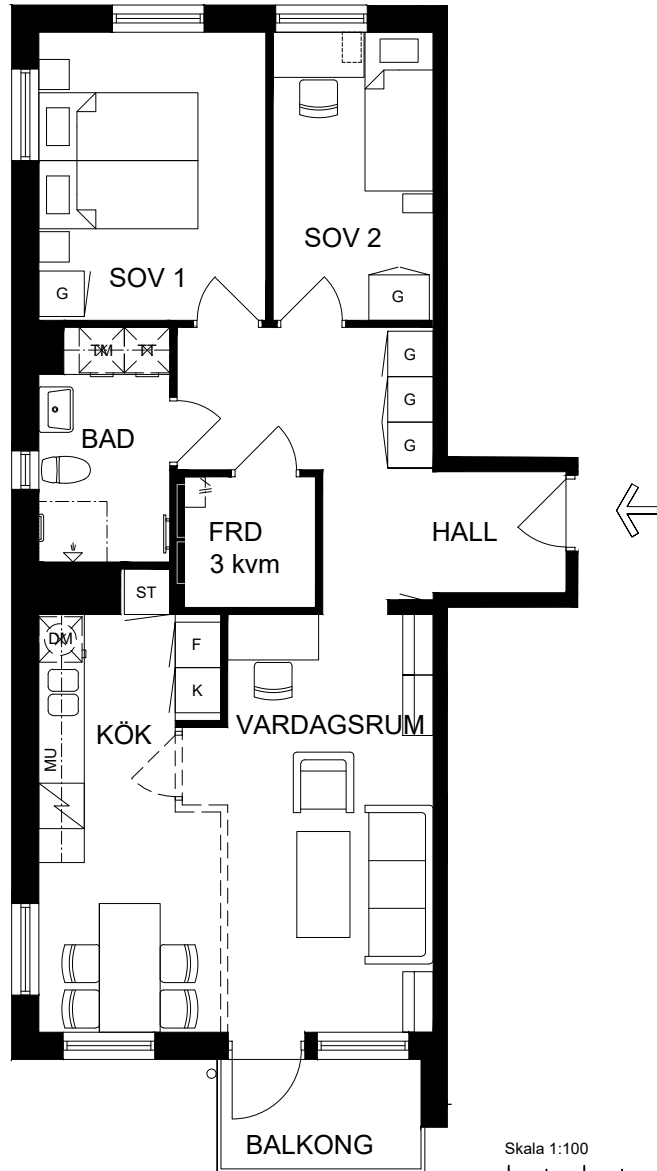 SOV 1
SOV 2
G
G
TM
TT
G
G
G
BAD
FRD
3 kvm
HALL
ST
DM
F
K
KÖK
MU
VARDAGSRUM
BALKONG
Skala 1:100